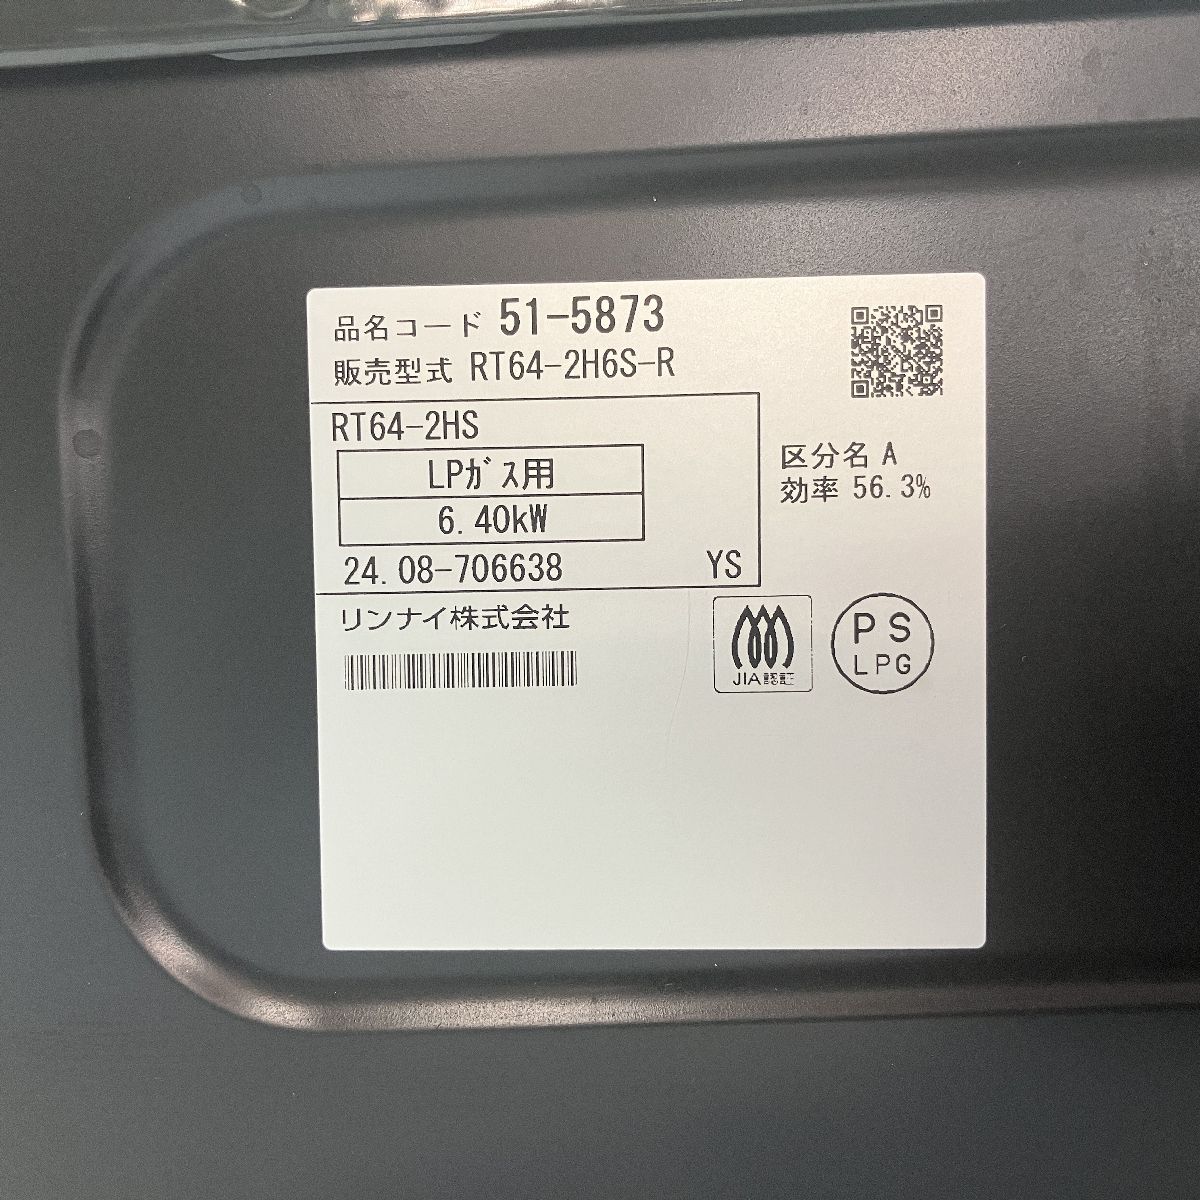 品名コード 51-5873
販売型式 RT64-2H6S-R
RT64-2HS
LPｶﾞｽ用
6.40kW
24.08-706638 YS
区分名 A
効率 56.3%
リンナイ株式会社
JIA認証
PS
LPG